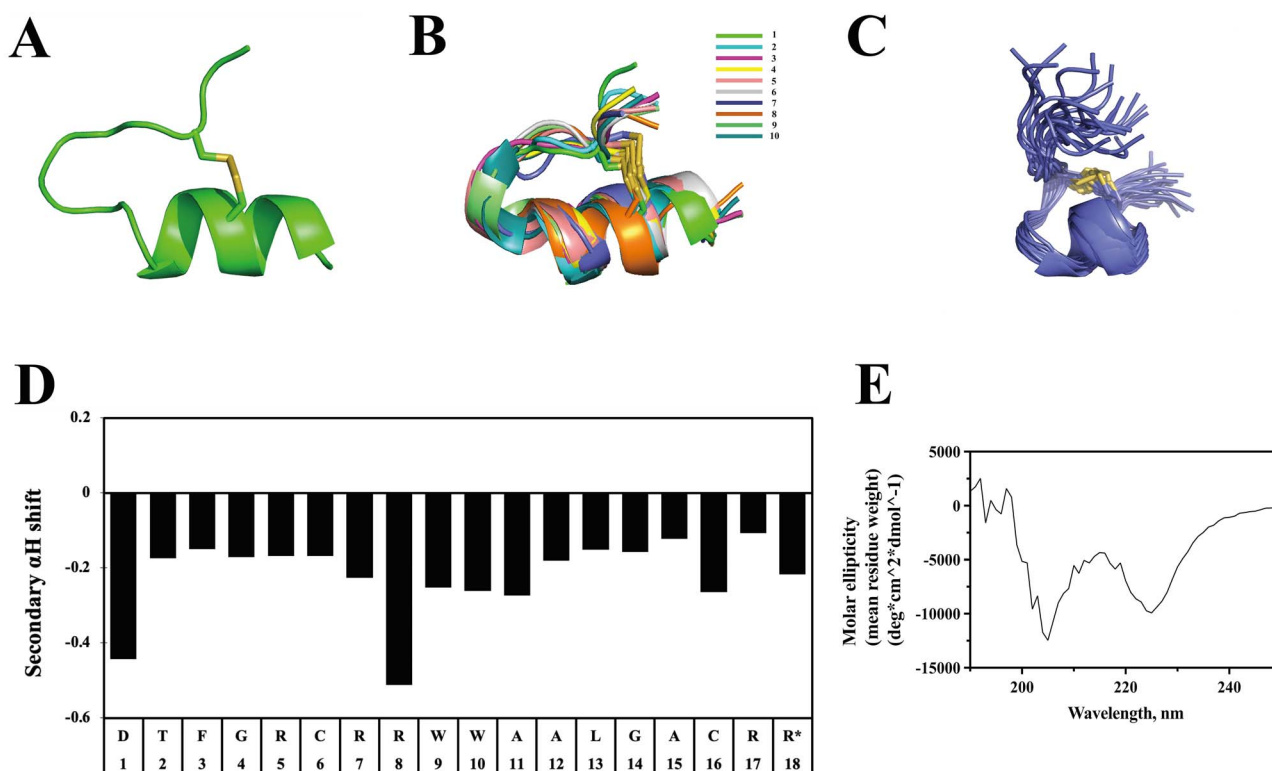 A
B
C
1
2
3
4
5
6
7
8
9
10
D
Secondary αH shift
0.2
0
-0.2
-0.4
-0.6
D T F G R C R R W W A A L G A C R R*
1 2 3 4 5 6 7 8 9 10 11 12 13 14 15 16 17 18
E
Molar ellipticity
(mean residue weight)
(deg*cm^2*dmol^-1)
5000
0
-5000
-10000
-15000
200 220 240
Wavelength, nm